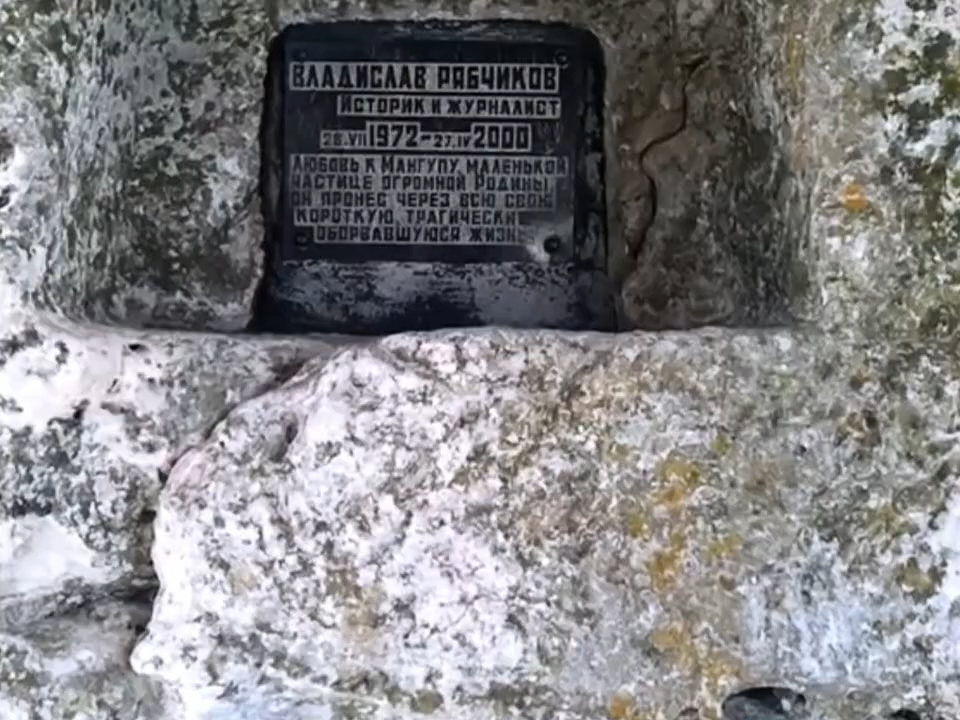 ВЛАДИСЛАВ РЯБЧИКОВ
ИСТОРИК И ЖУРНАЛИСТ
28.VII 1972-27.IV 2000
ЛЮБОВЬ К МАНГУПУ, МАЛЕНЬКОЙ
ЧАСТИЦЕ ОГРОМНОЙ РОДИНЫ,
ОН ПРОНЕС ЧЕРЕЗ ВСЮ СВОЮ
КОРОТКУЮ, ТРАГИЧЕСКИ
ОБОРВАВШУЮСЯ ЖИЗНЬ